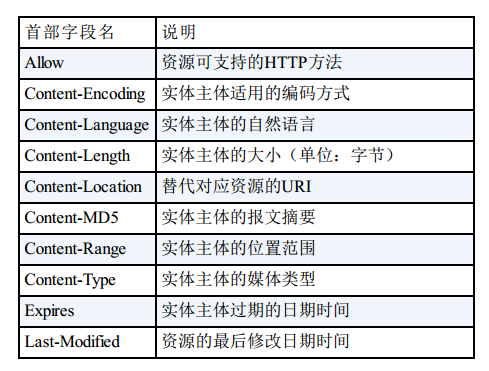 首部字段名 说明
Allow 资源可支持的HTTP方法
Content-Encoding 实体主体适用的编码方式
Content-Language 实体主体的自然语言
Content-Length 实体主体的大小（单位：字节）
Content-Location 替代对应资源的URI
Content-MD5 实体主体的报文摘要
Content-Range 实体主体的位置范围
Content-Type 实体主体的媒体类型
Expires 实体主体过期的日期时间
Last-Modified 资源的最后修改日期时间